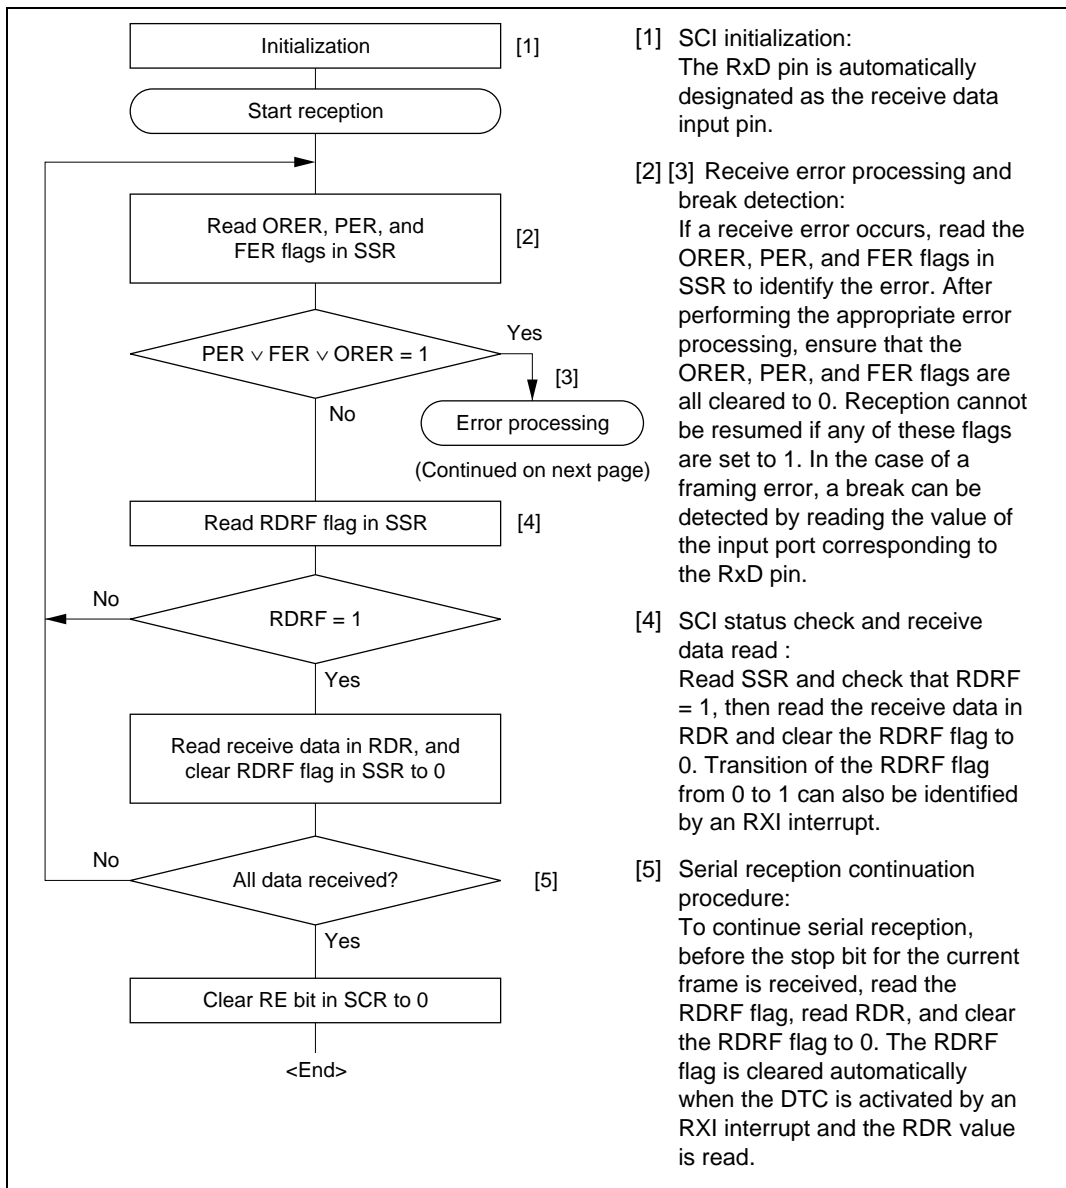 Initialization
[1]
Start reception
Read ORER, PER, and
FER flags in SSR
[2]
PER ∨ FER ∨ ORER = 1
Yes
[3]
No
Error processing
(Continued on next page)
Read RDRF flag in SSR
[4]
No
RDRF = 1
Yes
Read receive data in RDR, and
clear RDRF flag in SSR to 0
No
All data received?
[5]
Yes
Clear RE bit in SCR to 0
<End>
[1] SCI initialization:
The RxD pin is automatically
designated as the receive data
input pin.
[2] [3] Receive error processing and
break detection:
If a receive error occurs, read the
ORER, PER, and FER flags in
SSR to identify the error. After
performing the appropriate error
processing, ensure that the
ORER, PER, and FER flags are
all cleared to 0. Reception cannot
be resumed if any of these flags
are set to 1. In the case of a
framing error, a break can be
detected by reading the value of
the input port corresponding to
the RxD pin.
[4] SCI status check and receive
data read :
Read SSR and check that RDRF
= 1, then read the receive data in
RDR and clear the RDRF flag to
0. Transition of the RDRF flag
from 0 to 1 can also be identified
by an RXI interrupt.
[5] Serial reception continuation
procedure:
To continue serial reception,
before the stop bit for the current
frame is received, read the
RDRF flag, read RDR, and clear
the RDRF flag to 0. The RDRF
flag is cleared automatically
when the DTC is activated by an
RXI interrupt and the RDR value
is read.